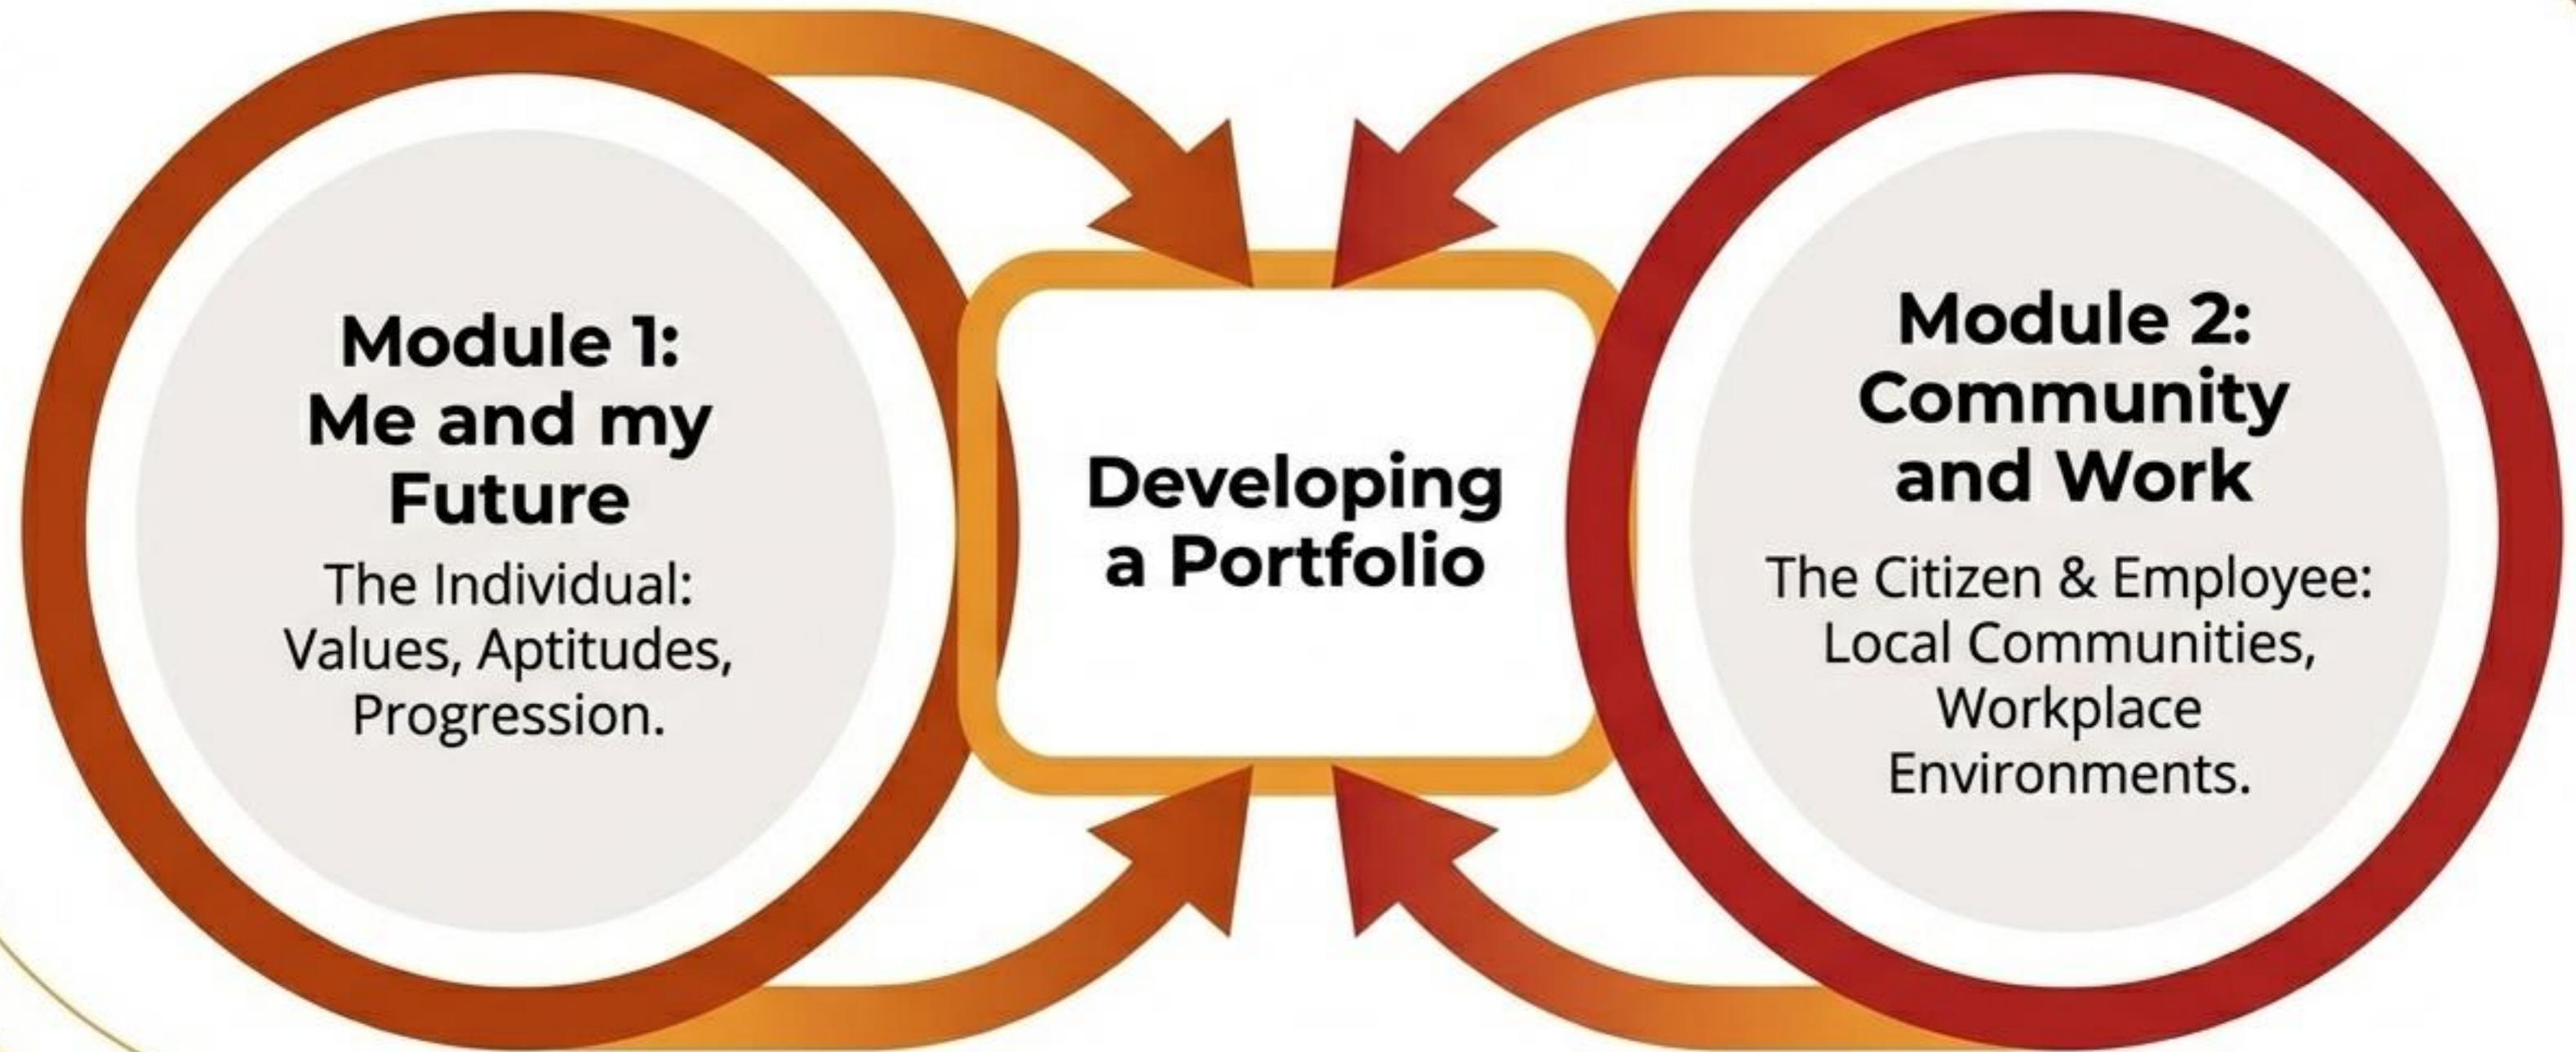 Module 1:
Me and my
Future
The Individual:
Values, Aptitudes,
Progression.
Developing
a Portfolio
Module 2:
Community
and Work
The Citizen & Employee:
Local Communities,
Workplace
Environments.